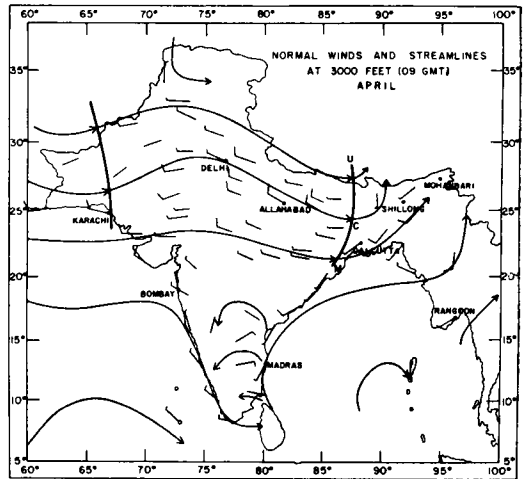 60° 65° 70° 75° 80° 85° 90° 95° 100°
NORMAL WINDS AND STREAMLINES
AT 3000 FEET (09 GMT)
APRIL
35° 35°
30° 30°
U
DELHI
MOHANBARI
25° 25°
ALLAHABAD
SHILLONG
KARACHI
C
CALCUTTA
20° 20°
BOMBAY
RANGOON
15° 15°
MADRAS
10° 10°
5° 5°
60° 65° 70° 75° 80° 85° 90° 95° 100°